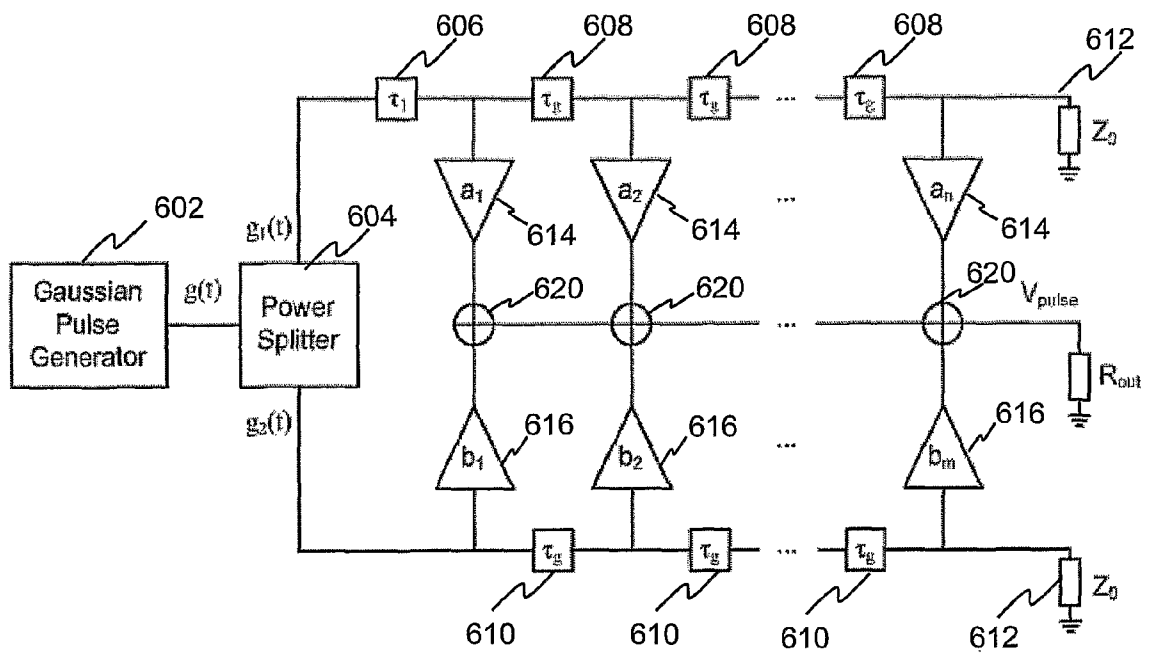 606
608
608
608
612
τ₁
τg
τg
...
τg
Z₀
a₁
a₂
...
aₙ
614
614
614
602
604
g₁(t)
Gaussian
Pulse
Generator
g(t)
Power
Splitter
620
620
...
620
Vpulse
Rout
g₂(t)
b₁
616
b₂
616
...
bm
616
τg
τg
...
τg
Z₀
610
610
610
612